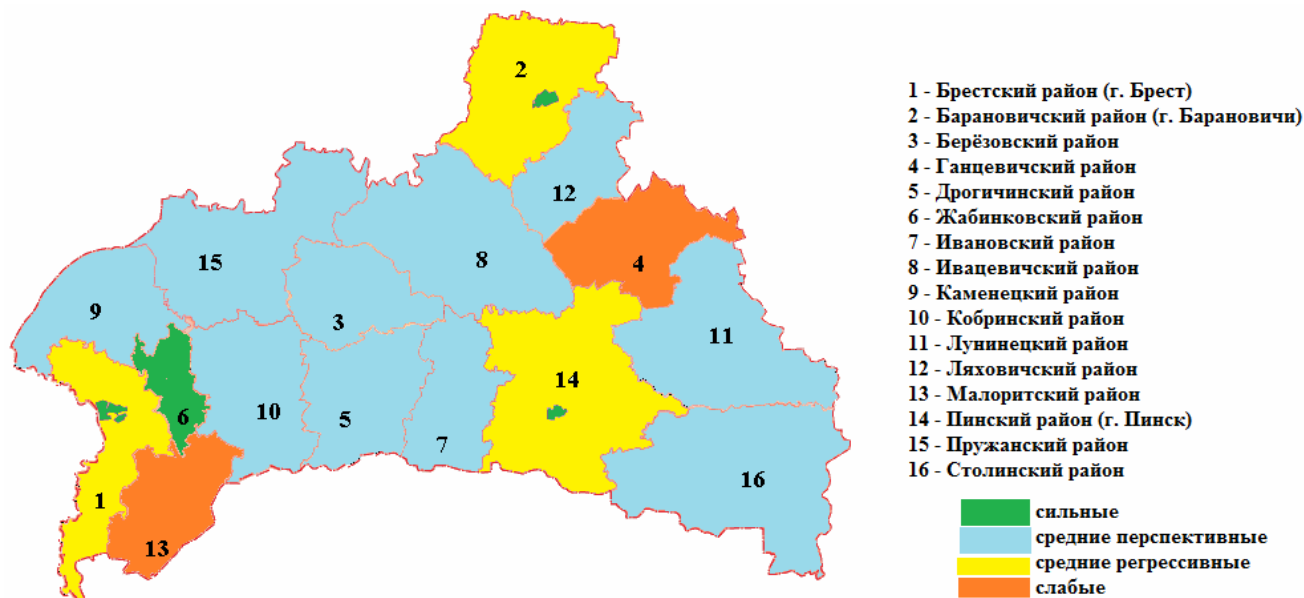 2
12
15
8
4
9
3
11
14
6
10
5
7
16
1
13
1 - Брестский район (г. Брест)
2 - Барановичский район (г. Барановичи)
3 - Берёзовский район
4 - Ганцевичский район
5 - Дрогичинский район
6 - Жабинковский район
7 - Ивановский район
8 - Ивацевичский район
9 - Каменецкий район
10 - Кобринский район
11 - Лунинецкий район
12 - Ляховичский район
13 - Малоритский район
14 - Пинский район (г. Пинск)
15 - Пружанский район
16 - Столинский район
сильные
средние перспективные
средние регрессивные
слабые